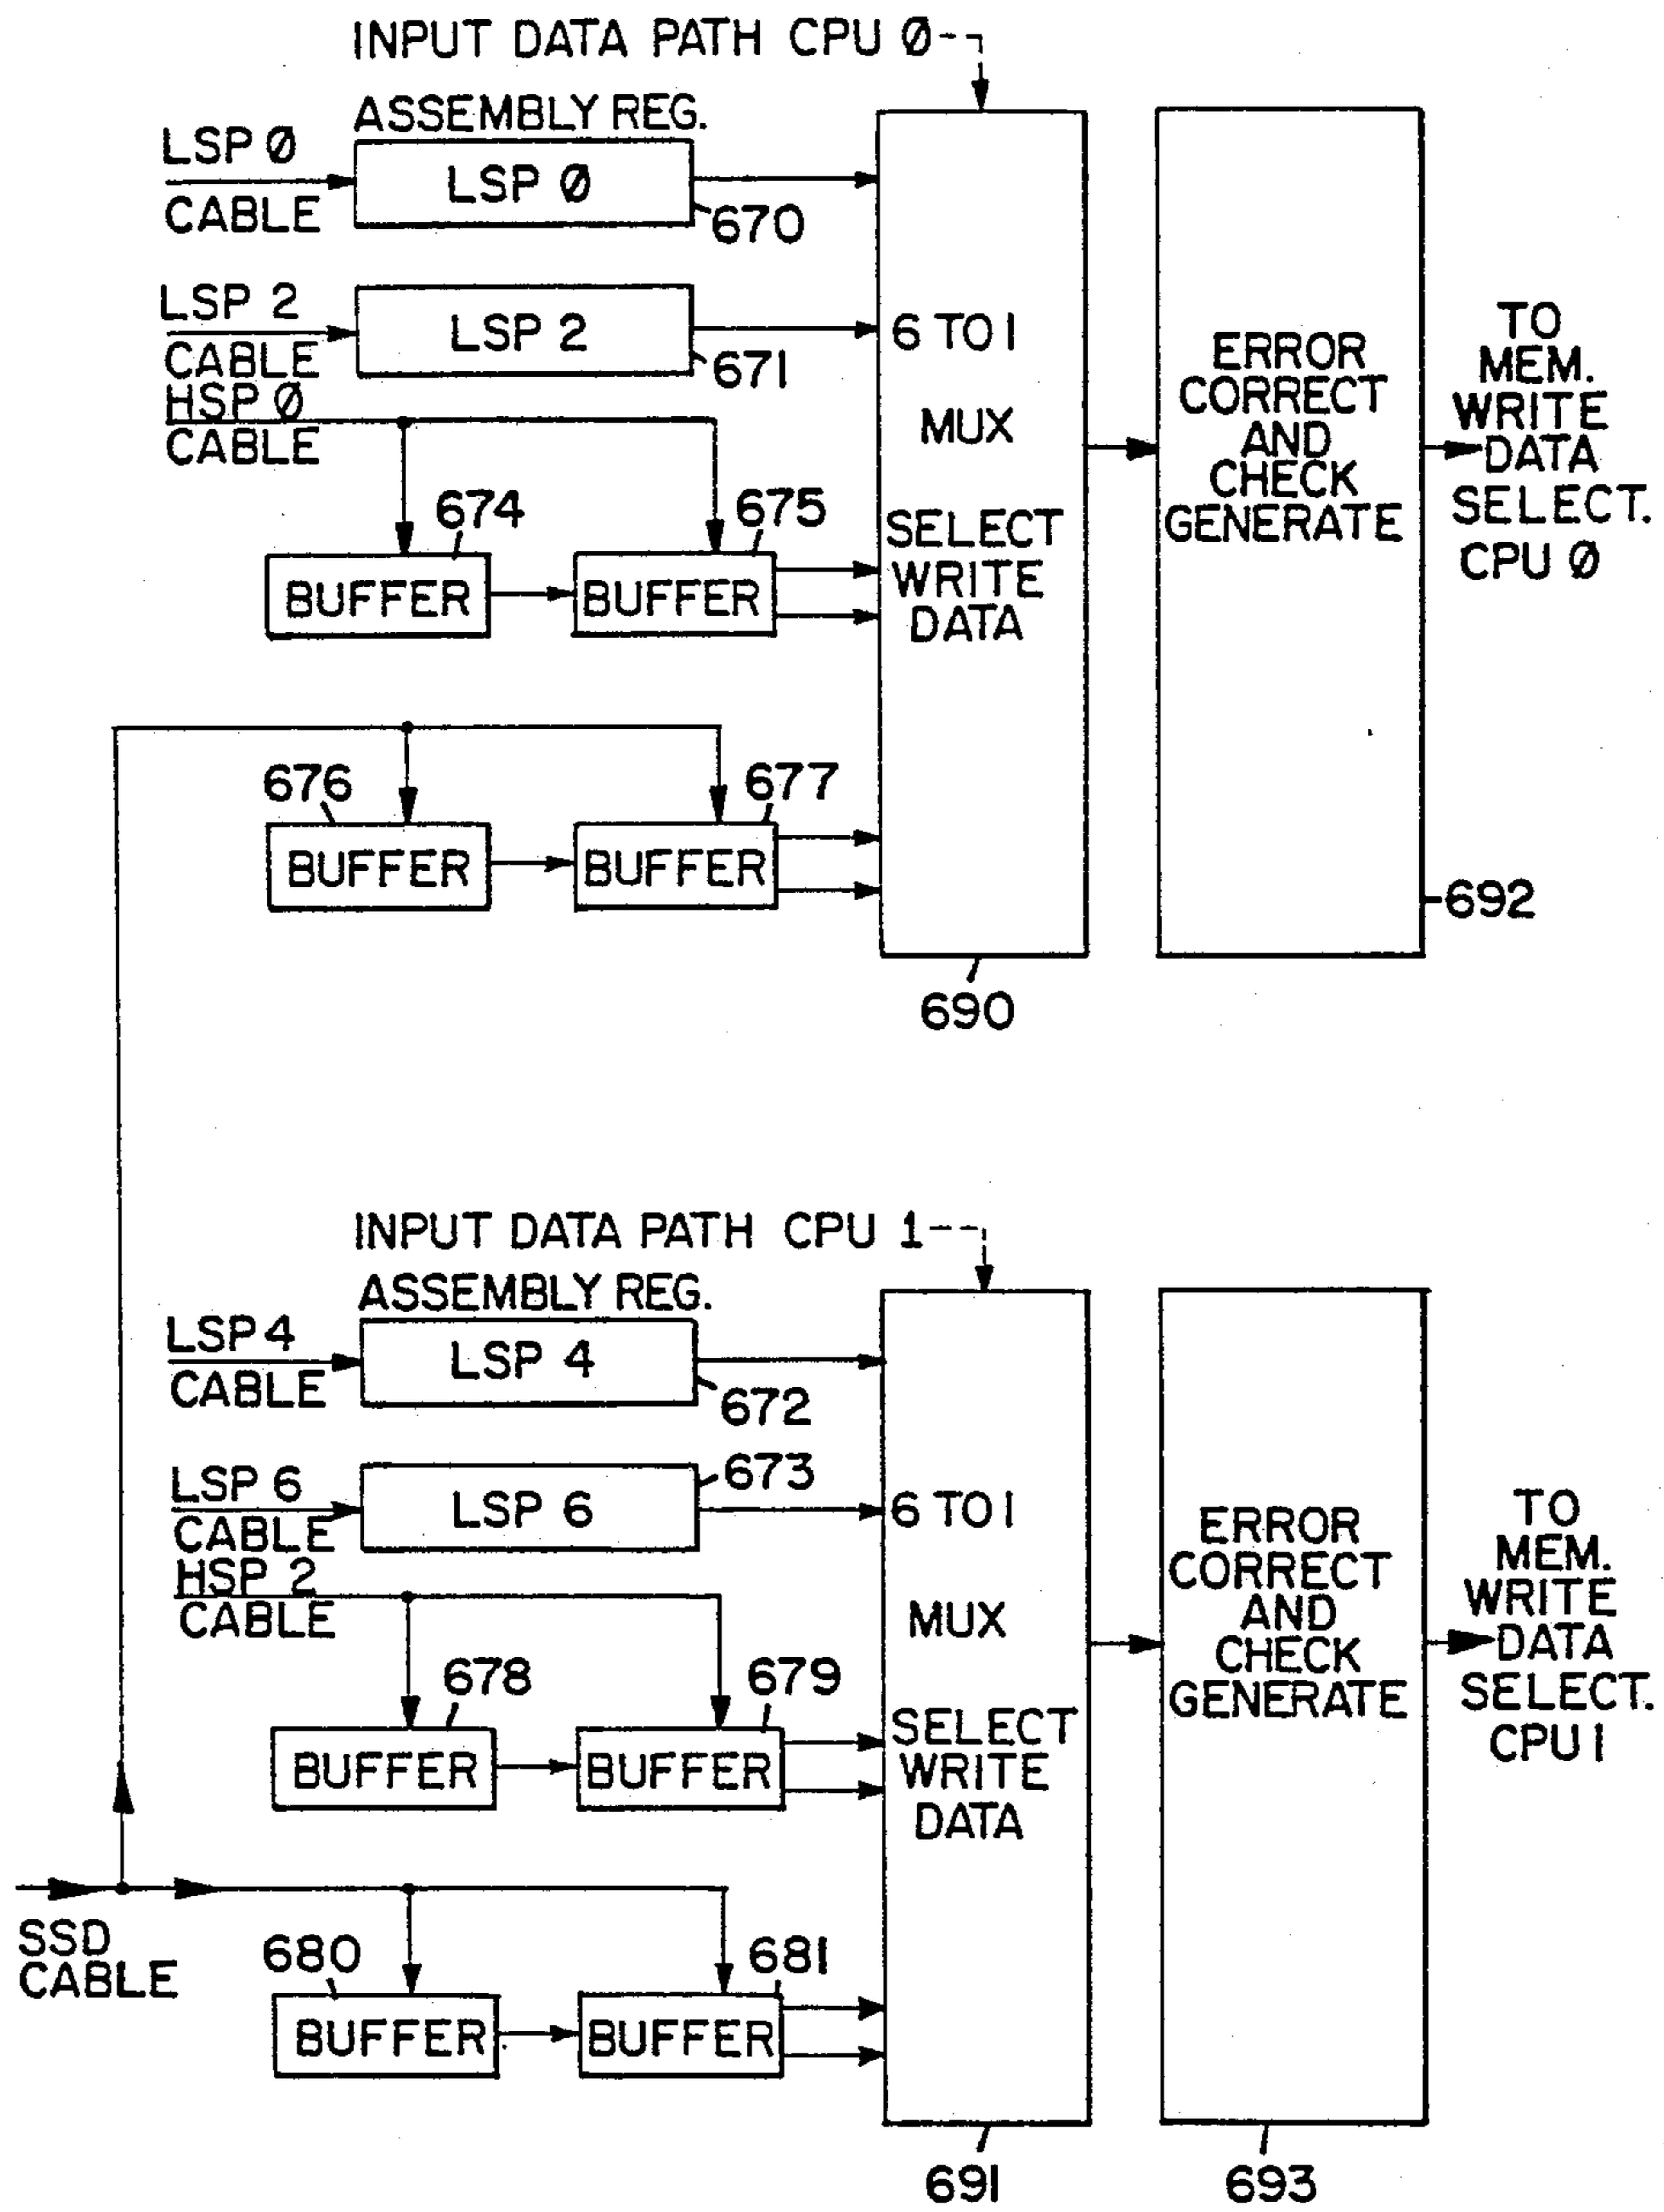 INPUT DATA PATH CPU Ø
ASSEMBLY REG.
LSP Ø
CABLE
LSP Ø
670
LSP 2
CABLE
LSP 2
671
HSP Ø
CABLE
674
675
BUFFER
BUFFER
676
677
BUFFER
BUFFER
6 TO 1
MUX
SELECT
WRITE
DATA
690
ERROR
CORRECT
AND
CHECK
GENERATE
692
TO
MEM.
WRITE
DATA
SELECT.
CPU Ø
INPUT DATA PATH CPU 1
ASSEMBLY REG.
LSP 4
CABLE
LSP 4
672
LSP 6
CABLE
LSP 6
673
HSP 2
CABLE
678
679
BUFFER
BUFFER
SSD
CABLE
680
681
BUFFER
BUFFER
6 TO 1
MUX
SELECT
WRITE
DATA
691
ERROR
CORRECT
AND
CHECK
GENERATE
693
TO
MEM.
WRITE
DATA
SELECT.
CPU 1